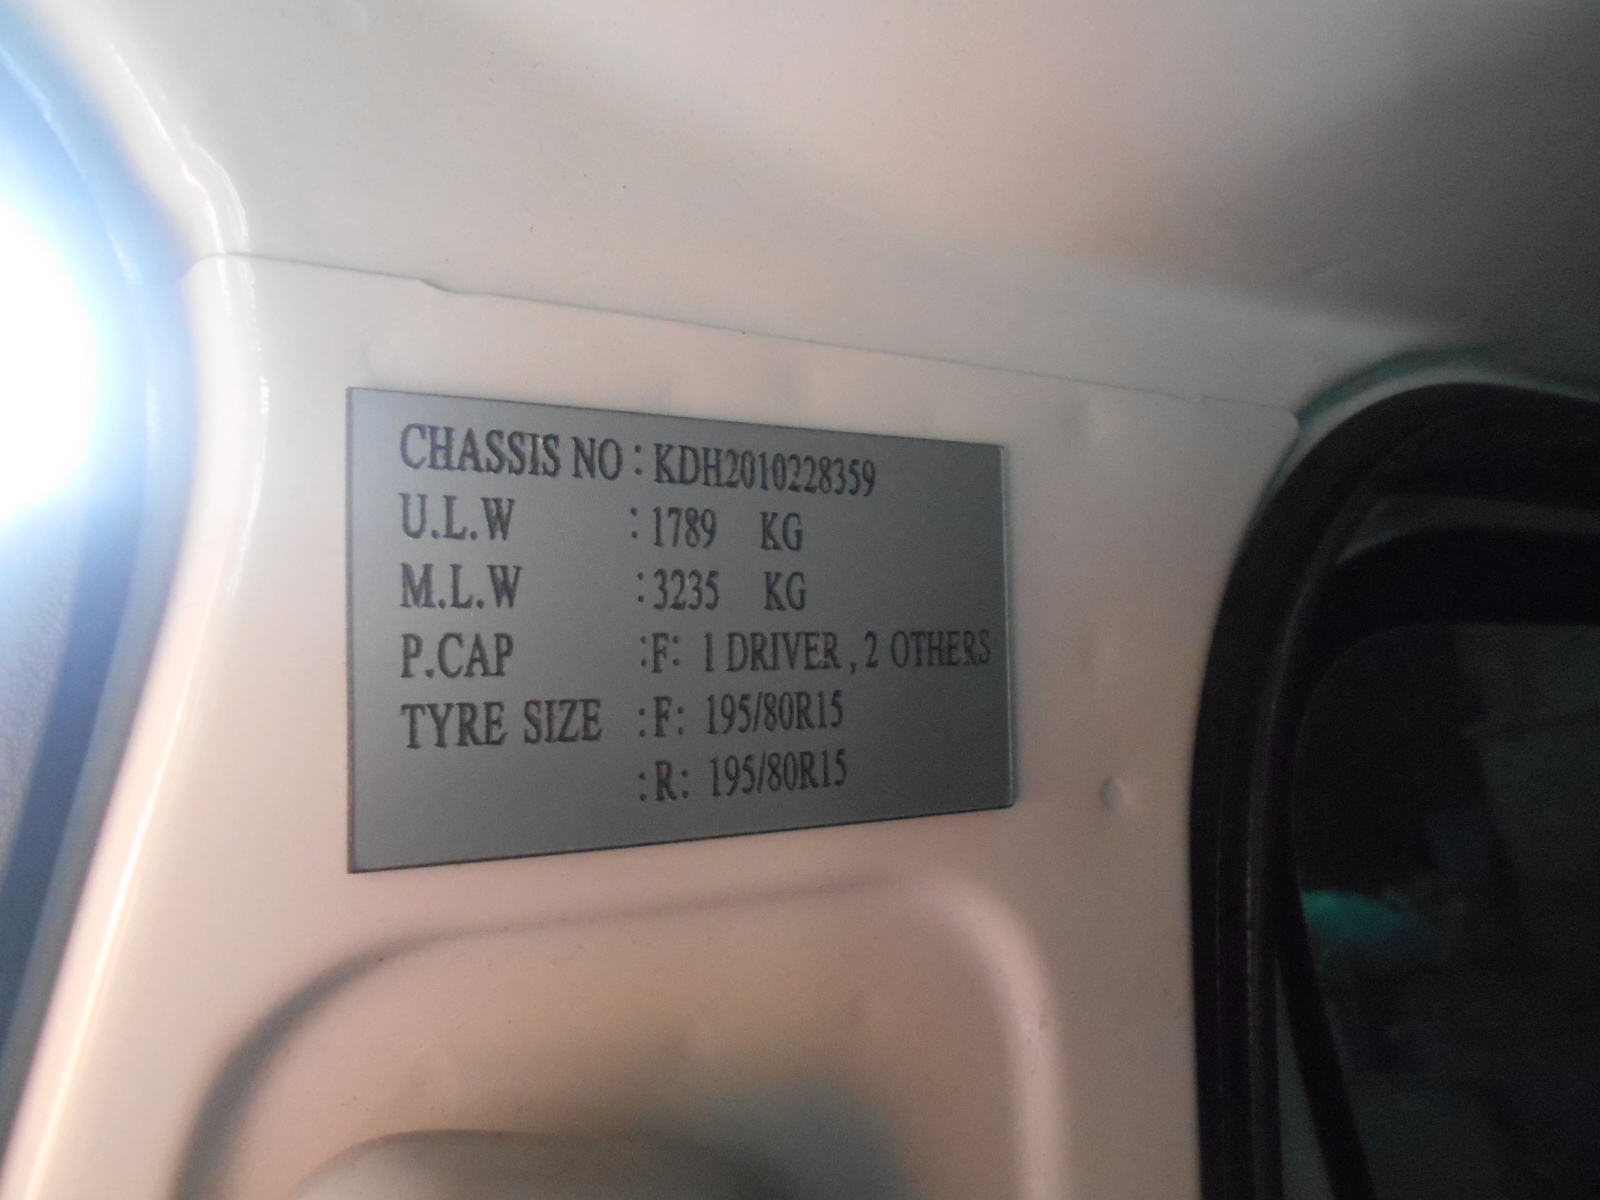 CHASSIS NO : KDH2010228359
U.L.W : 1789 KG
M.L.W : 3235 KG
P.CAP :F: 1 DRIVER , 2 OTHERS
TYRE SIZE :F: 195/80R15
:R: 195/80R15